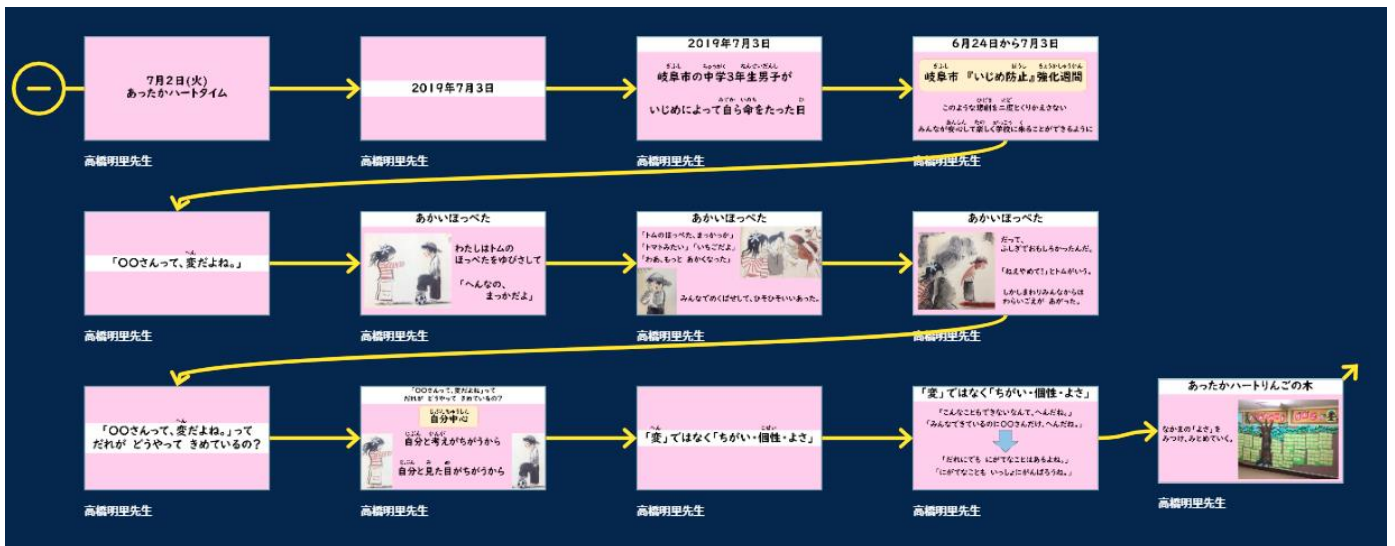 7月2日(火)
あったかハートタイム
高橋明里先生
2019年7月3日
高橋明里先生
2019年7月3日
岐阜市の中学3年生男子が
いじめによって自ら命をたった日
高橋明里先生
6月24日から7月3日
岐阜市 『いじめ防止』強化週間
このような悲劇を二度とくりかえさない
みんなが安心して楽しく学校に来ることができるように
高橋明里先生
「〇〇さんって、変だよね。」
高橋明里先生
あかいほっぺた
わたしはトムの
ほっぺたをゆびさして
「へんなの、
まっかだよ」
高橋明里先生
あかいほっぺた
「トムのほっぺた、まっかっか」
「トマトみたい」「いちごだよ」
「わあ、もっと あかくなった」
みんなでめくばせして、ひそひそいいあった。
高橋明里先生
あかいほっぺた
だって、
ふしぎでおもしろかったんだ。
「ねえやめて!」とトムがいう。
しかしまわりみんなからは
わらいごえが あがった。
高橋明里先生
「〇〇さんって、変だよね。」って
だれが どうやって きめているの?
高橋明里先生
「〇〇さんって、変だよね」って
だれが どうやって きめているの?
自分中心
自分と考えがちがうから
自分と見た目がちがうから
高橋明里先生
「変」ではなく「ちがい・個性・よさ」
高橋明里先生
「変」ではなく「ちがい・個性・よさ」
「こんなこともできないなんて、へんだね。」
「みんなできているのに〇〇さんだけ、へんだね。」
「だれにでも にがてなことはあるよね。」
「にがてなことも いっしょにがんばろうね。」
高橋明里先生
あったかハートりんごの木
なかまの「よさ」を
みつけ、みとめていく。
高橋明里先生